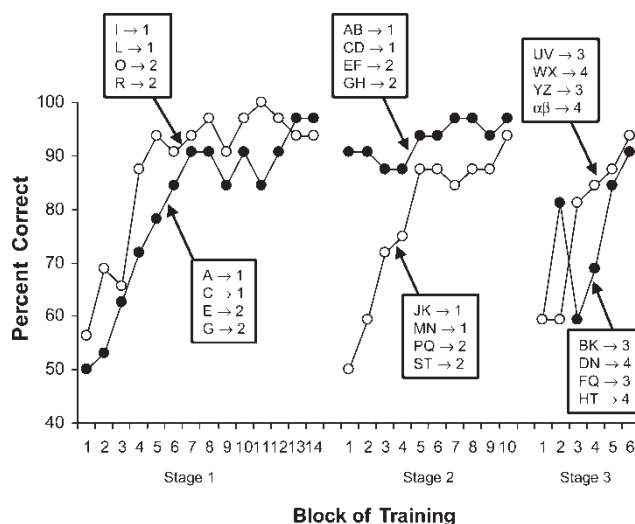 I → 1
L → 1
O → 2
R → 2
AB → 1
CD → 1
EF → 2
GH → 2
UV → 3
WX → 4
YZ → 3
αβ → 4
100
90
80
70
60
50
40
Percent Correct
A → 1
C → 1
E → 2
G → 2
JK → 1
MN → 1
PQ → 2
ST → 2
BK → 3
DN → 4
FQ → 3
HT → 4
1 2 3 4 5 6 7 8 9 10 11 12 13 14
1 2 3 4 5 6 7 8 9 10
1 2 3 4 5 6
Stage 1
Stage 2
Stage 3
Block of Training